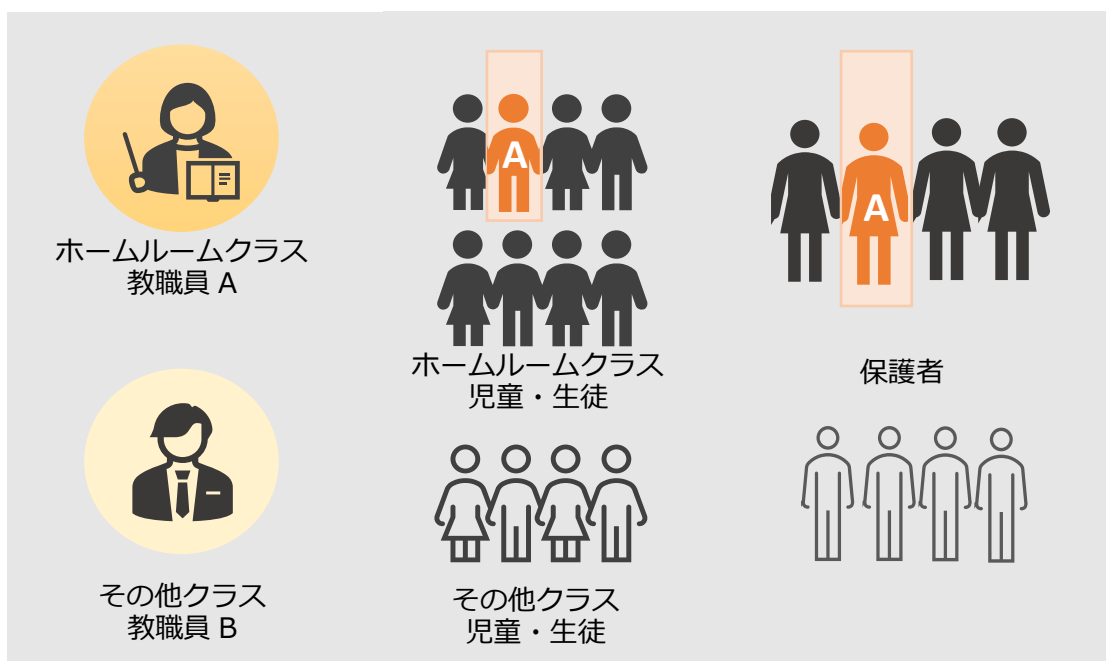 ホームルームクラス
教職員 A
A
ホームルームクラス
児童・生徒
A
保護者
その他クラス
教職員 B
その他クラス
児童・生徒